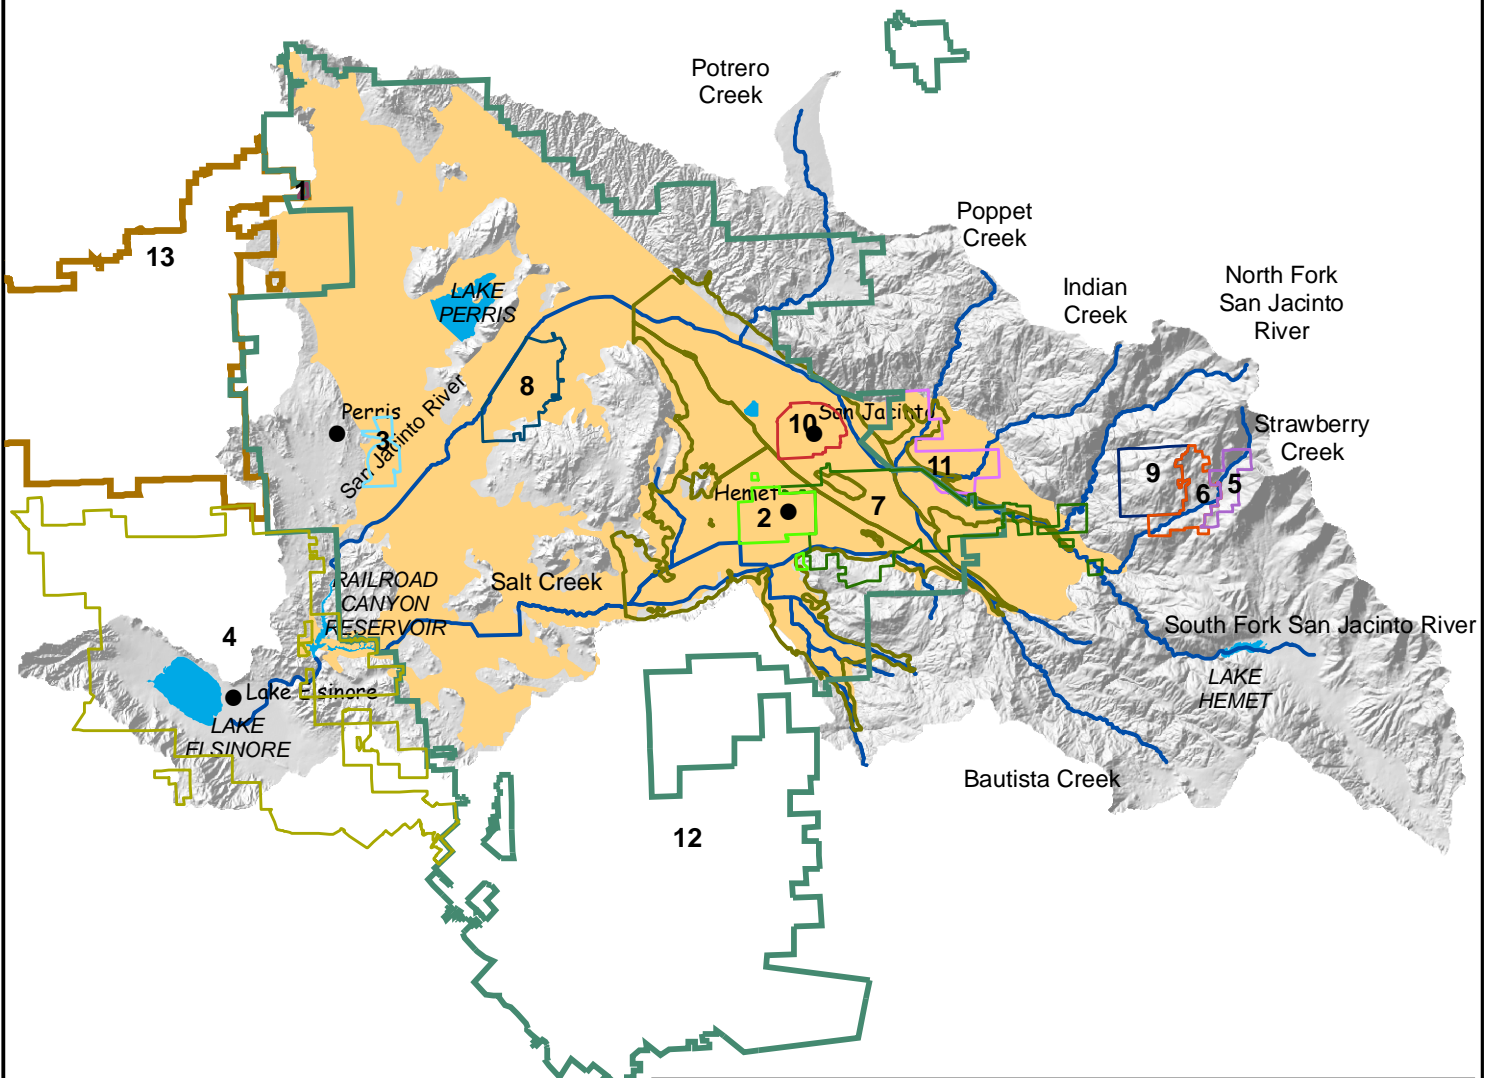 Potrero
Creek
1
13
Poppet
Creek
Indian
Creek
North Fork
San Jacinto
River
LAKE
PERRIS
8
Perris
3
San Jacinto River
10
San Jacinto
Strawberry
Creek
11
9
6
5
Hemet
2
7
RAILROAD
CANYON
RESERVOIR
Salt Creek
4
South Fork San Jacinto River
LAKE
HEMET
Lake Elsinore
LAKE
ELSINORE
Bautista Creek
12